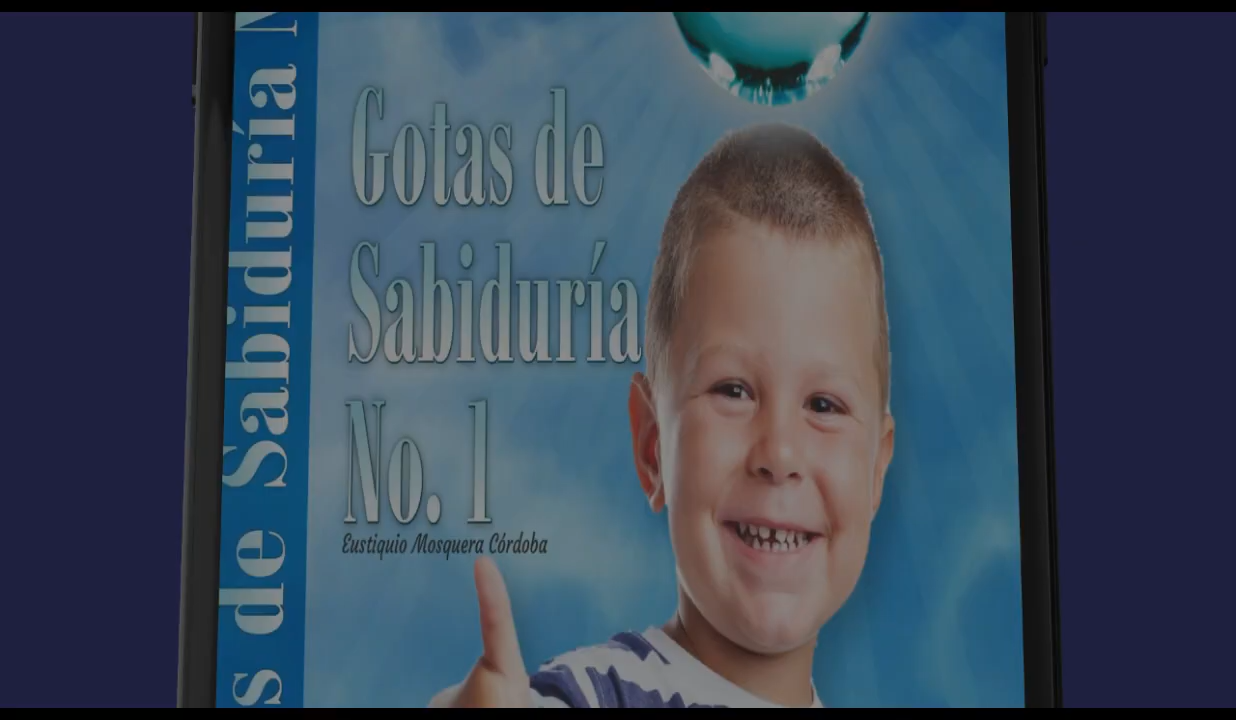 s de Sabiduría N
Gotas de
Sabiduría
No. 1
Eustiquio Mosquera Córdoba